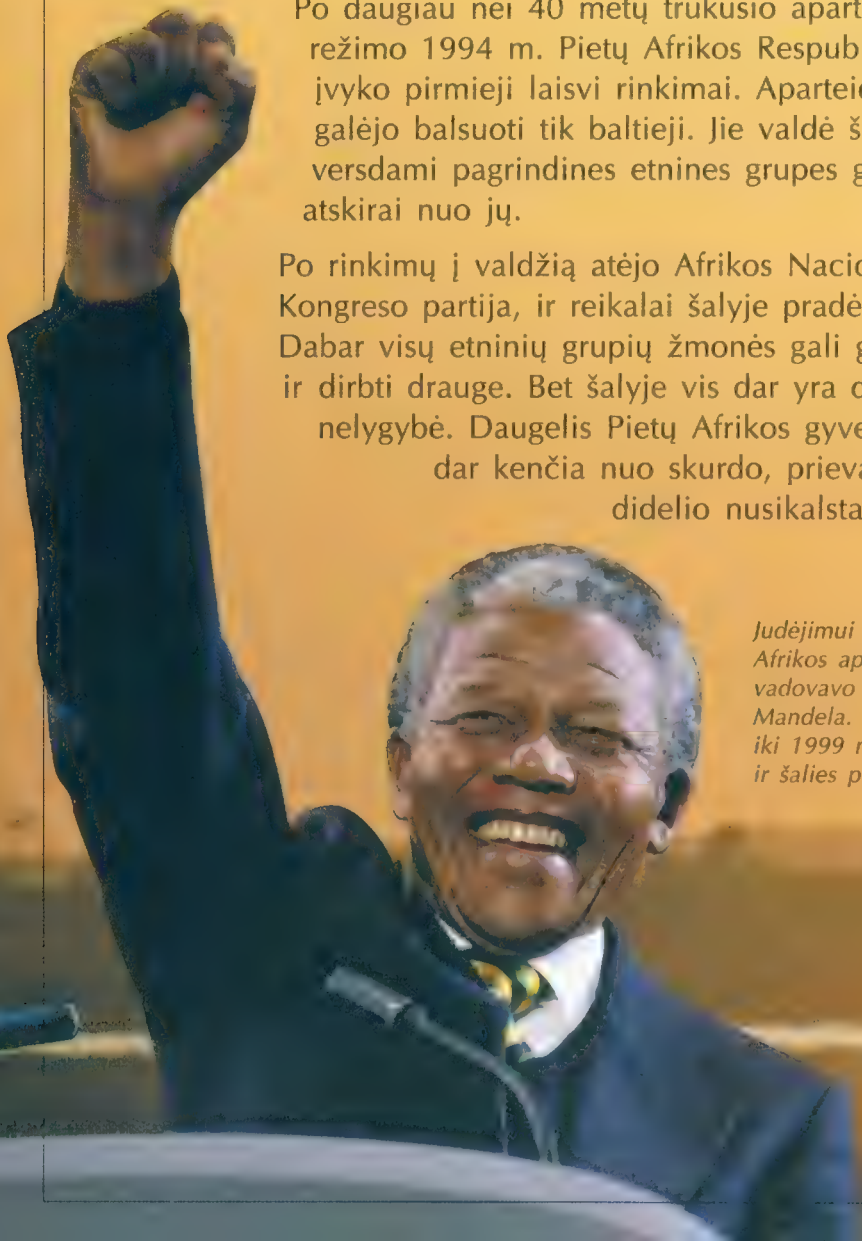 Po daugiau nei 40 metų trukusio apart
režimo 1994 m. Pietų Afrikos Respub
įvyko pirmieji laisvi rinkimai. Aparteid
galėjo balsuoti tik baltieji. Jie valdė š
versdami pagrindines etnines grupes g
atskirai nuo jų.
Po rinkimų į valdžią atėjo Afrikos Nacio
Kongreso partija, ir reikalai šalyje pradė
Dabar visų etninių grupių žmonės gali g
ir dirbti drauge. Bet šalyje vis dar yra d
nelygybė. Daugelis Pietų Afrikos gyve
dar kenčia nuo skurdo, prieva
didelio nusikalsta
Judėjimui
Afrikos ap
vadovavo
Mandela.
iki 1999 m
ir šalies p